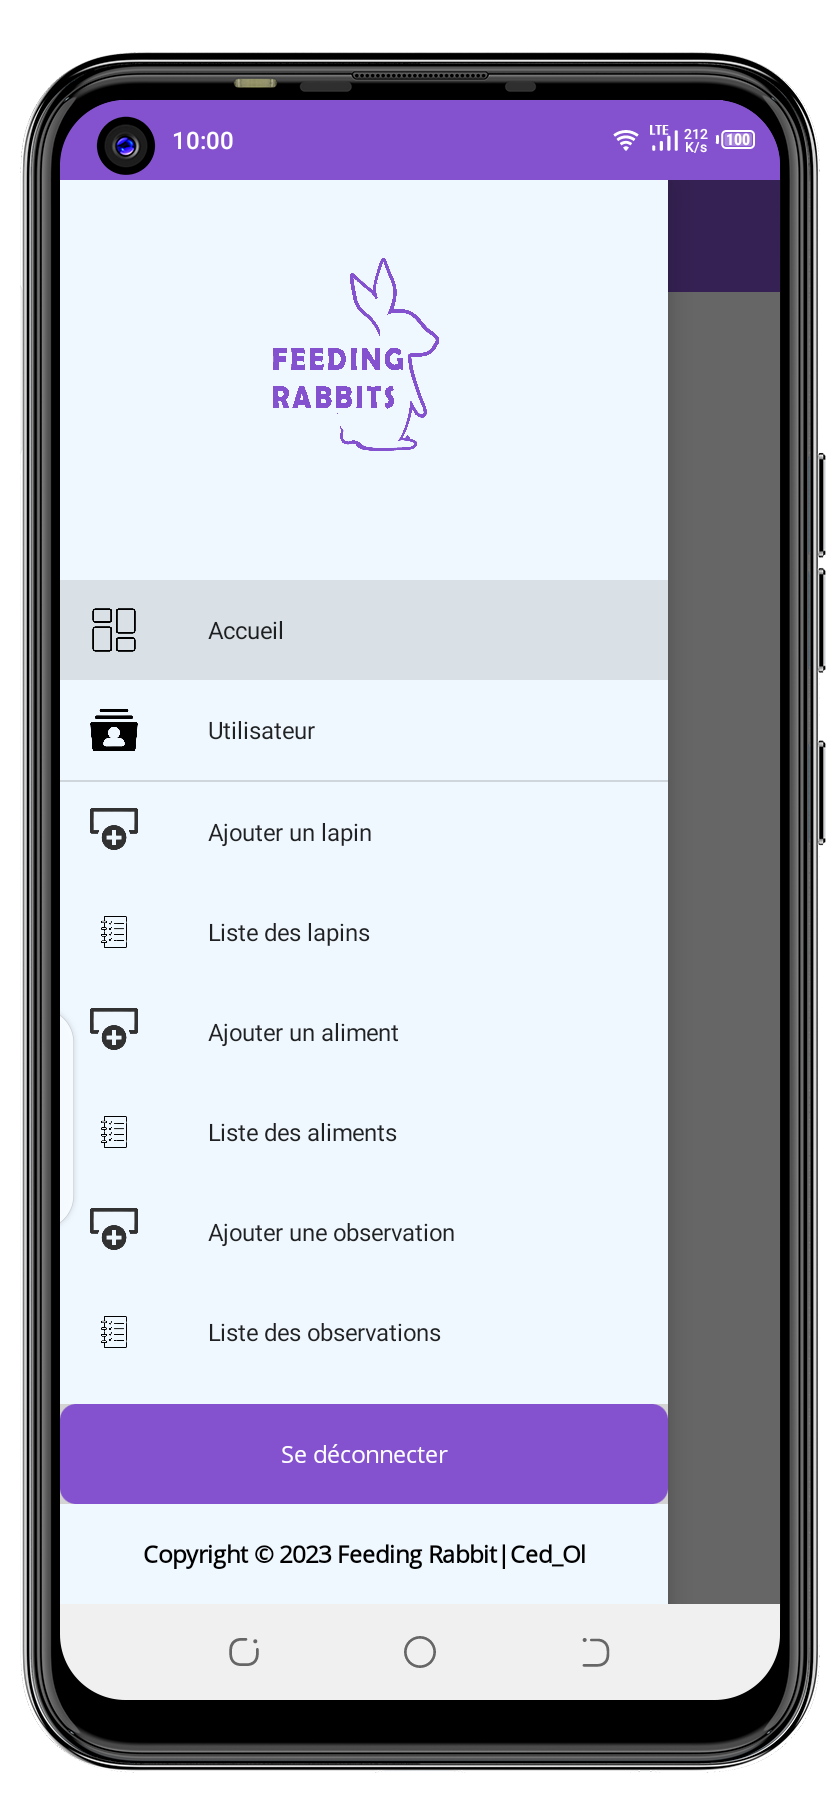 10:00
LTE
212
K/s
100
FEEDING
RABBITS
Accueil
Utilisateur
Ajouter un lapin
Liste des lapins
Ajouter un aliment
Liste des aliments
Ajouter une observation
Liste des observations
Se déconnecter
Copyright © 2023 Feeding Rabbit|Ced_Ol